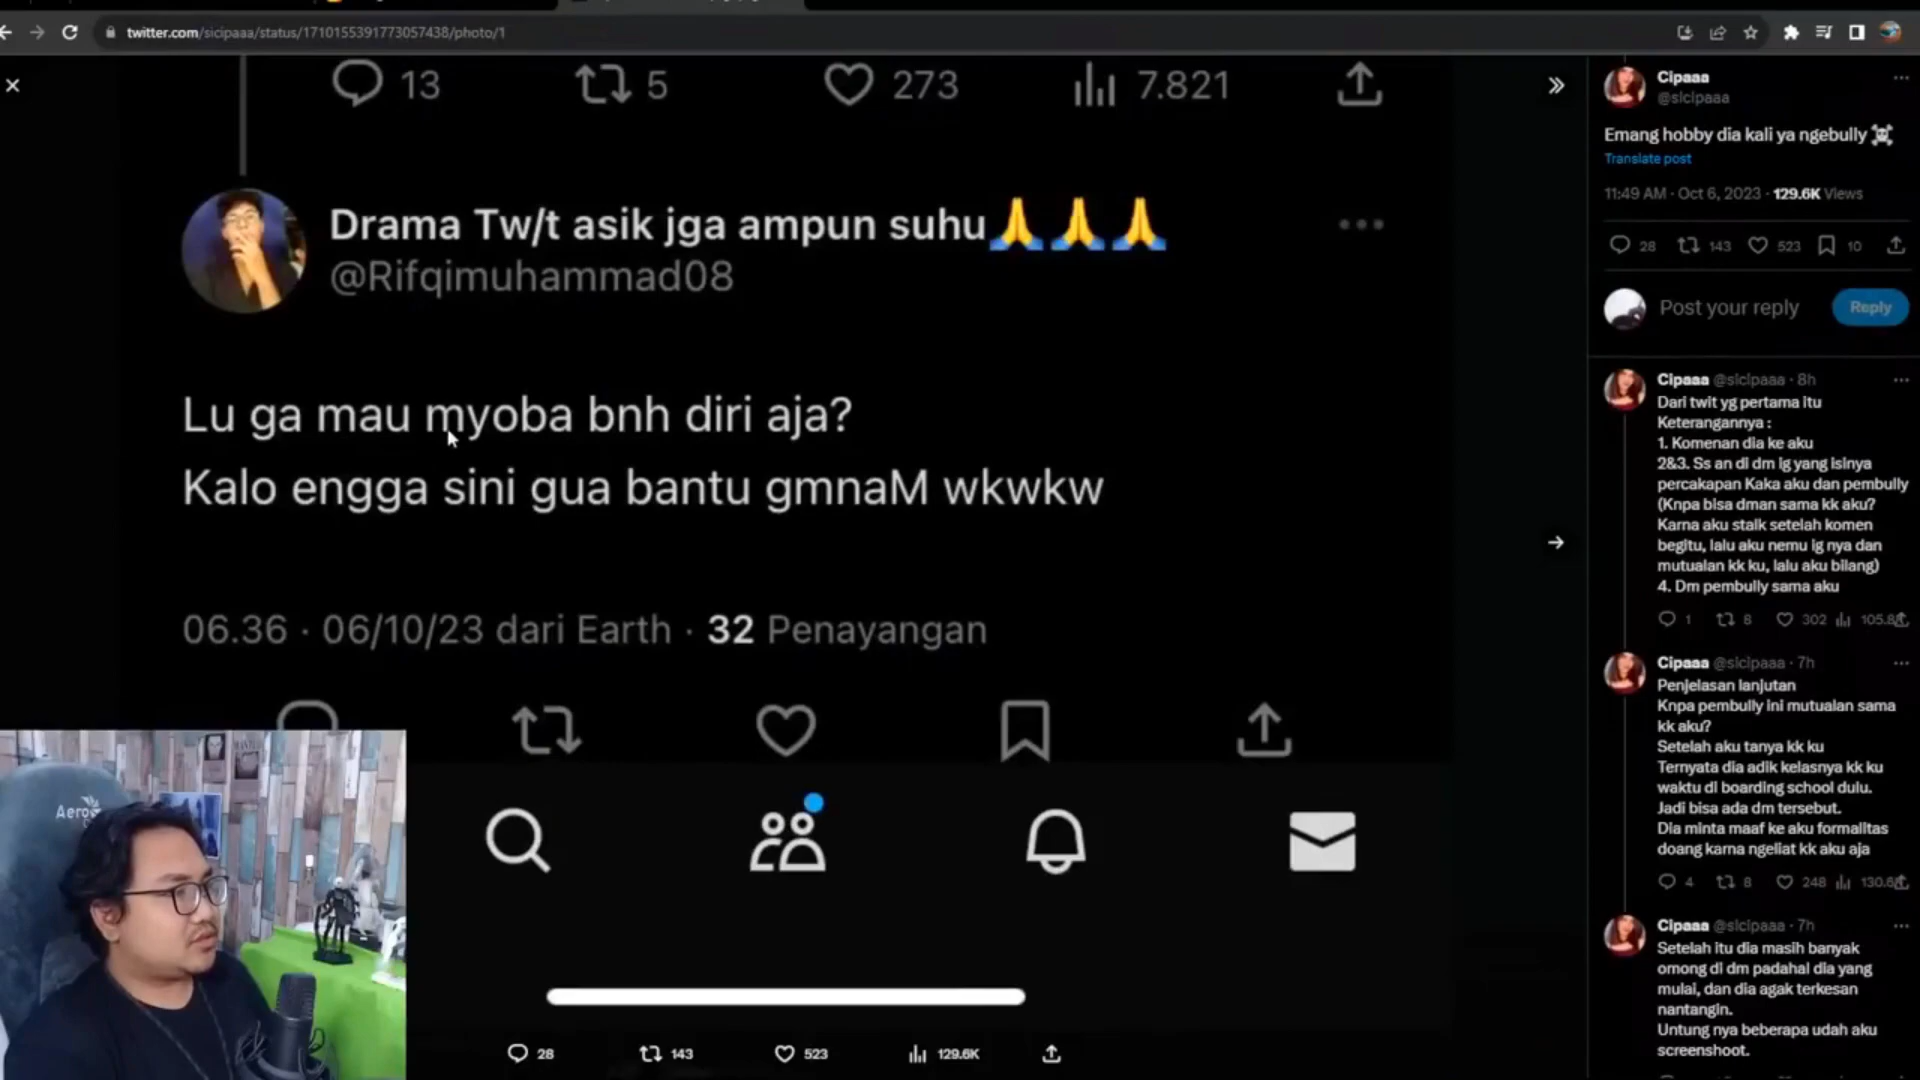 twitter.com/sicipaaa/status/1710155391773057438/photo/1
13 5 273 7.821
Drama Tw/t asik jga ampun suhu🙏🙏🙏
@Rifqimuhammad08
Lu ga mau myoba bnh diri aja?
Kalo engga sini gua bantu gmnaM wkwkw
06.36 · 06/10/23 dari Earth · 32 Penayangan
28 143 523 129.6K
Aero
Cipaaa
@sicipaaa
Emang hobby dia kali ya ngebully ☠️
Translate post
11:49 AM · Oct 6, 2023 · 129.6K Views
28 143 523 10
Post your reply Reply
Cipaaa @sicipaaa · 8h
Dari twit yg pertama itu
Keterangannya :
1. Komenan dia ke aku
2&3. Ss an di dm ig yang isinya
percakapan Kaka aku dan pembully
(Knpa bisa dman sama kk aku?
Karna aku stalk setelah komen
begitu, lalu aku nemu ig nya dan
mutualan kk ku, lalu aku bilang)
4. Dm pembully sama aku
1 8 302 105.8
Cipaaa @sicipaaa · 7h
Penjelasan lanjutan
Knpa pembully ini mutualan sama
kk aku?
Setelah aku tanya kk ku
Ternyata dia adik kelasnya kk ku
waktu di boarding school dulu.
Jadi bisa ada dm tersebut.
Dia minta maaf ke aku formalitas
doang karna ngeliat kk aku aja
4 8 248 130.6
Cipaaa @sicipaaa · 7h
Setelah itu dia masih banyak
omong di dm padahal dia yang
mulai, dan dia agak terkesan
nantangin.
Untung nya beberapa udah aku
screenshoot.